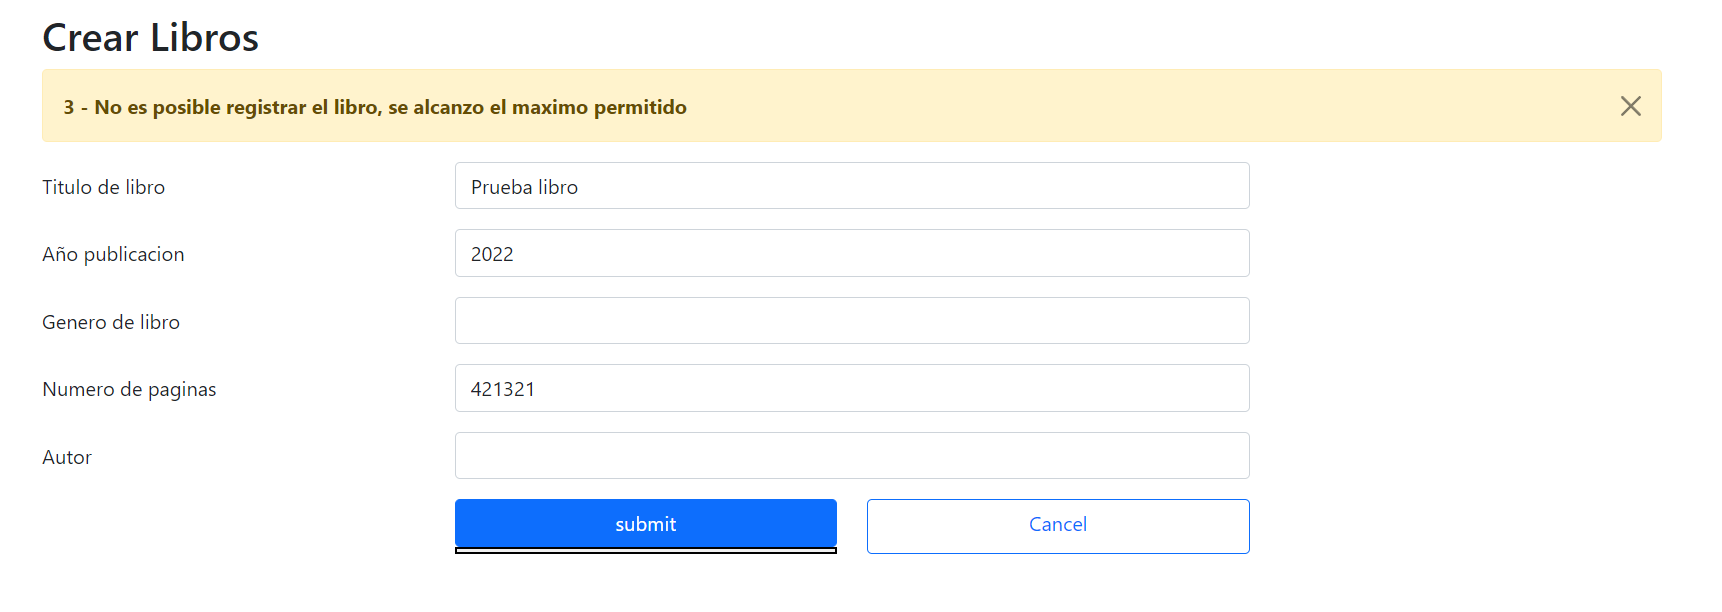 Crear Libros
3 - No es posible registrar el libro, se alcanzo el maximo permitido
Titulo de libro
Prueba libro
Año publicacion
2022
Genero de libro
Numero de paginas
421321
Autor
submit
Cancel